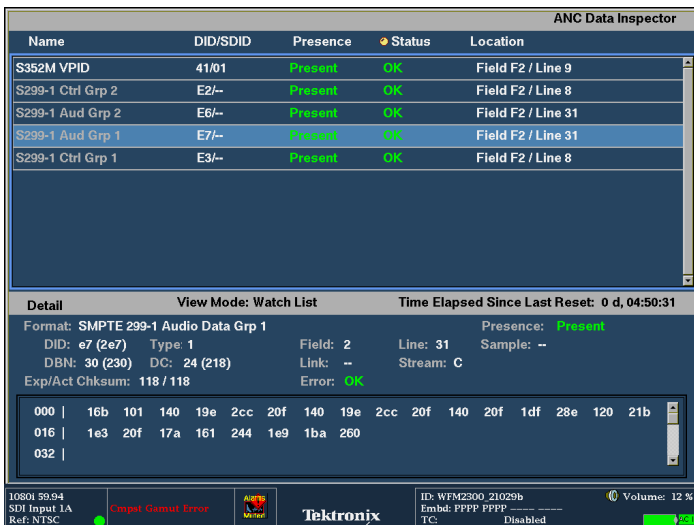 ANC Data Inspector
Name DID/SDID Presence Status Location
S352M VPID 41/01 Present OK Field F2 / Line 9
S299-1 Ctrl Grp 2 E2/-- Present OK Field F2 / Line 8
S299-1 Aud Grp 2 E6/-- Present OK Field F2 / Line 31
S299-1 Aud Grp 1 E7/-- Present OK Field F2 / Line 31
S299-1 Ctrl Grp 1 E3/-- Present OK Field F2 / Line 8
Detail View Mode: Watch List Time Elapsed Since Last Reset: 0 d, 04:50:31
Format: SMPTE 299-1 Audio Data Grp 1 Presence: Present
DID: e7 (2e7) Type: 1 Field: 2 Line: 31 Sample: --
DBN: 30 (230) DC: 24 (218) Link: -- Stream: C
Exp/Act Chksum: 118 / 118 Error: OK
000 | 16b 101 140 19e 2cc 20f 140 19e 2cc 20f 140 20f 1df 28e 120 21b
016 | 1e3 20f 17a 161 244 1e9 1ba 260
032 |
1080i 59.94
SDI Input 1A
Ref: NTSC
Cmpst Gamut Error
Alarms
Muted
Tektronix
ID: WFM2300_21029b
Embd: PPPP PPPP ---- ----
TC: Disabled
Volume: 12 %